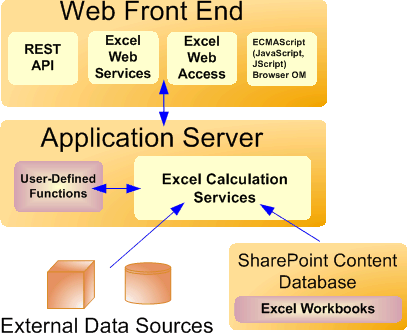 Web Front End
REST
API
Excel
Web
Services
Excel
Web
Access
ECMAScript
(JavaScript,
JScript)
Browser OM
Application Server
User-Defined
Functions
Excel Calculation
Services
External Data Sources
SharePoint Content
Database
Excel Workbooks